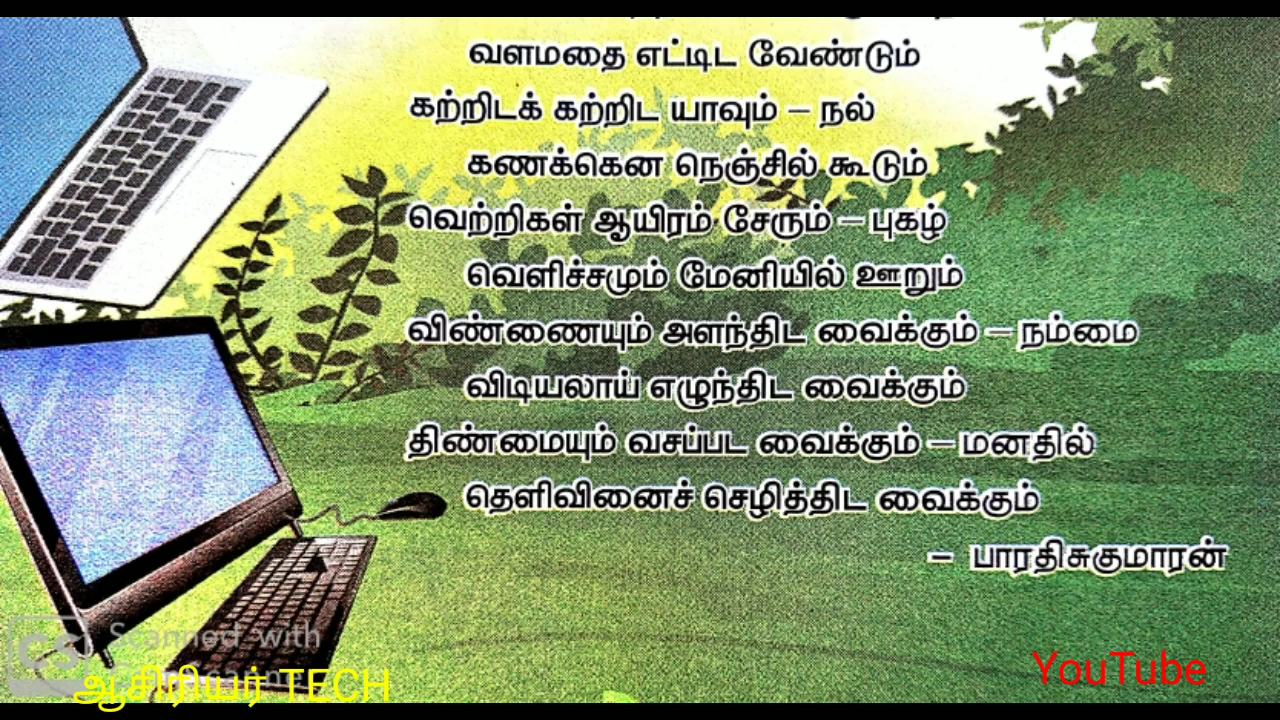 வளமதை எட்டிட வேண்டும்
கற்றிடக் கற்றிட யாவும் – நல்
கணக்கென நெஞ்சில் கூடும்
வெற்றிகள் ஆயிரம் சேரும் – புகழ்
வெளிச்சமும் மேனியில் ஊறும்
விண்ணையும் அளந்திட வைக்கும் – நம்மை
விடியலாய் எழுந்திட வைக்கும்
திண்மையும் வசப்பட வைக்கும் – மனதில்
தெளிவினைச் செழித்திட வைக்கும்
– பாரதிசுகுமாரன்
CS Scanned with
ஆசிரியர் TECH
YouTube